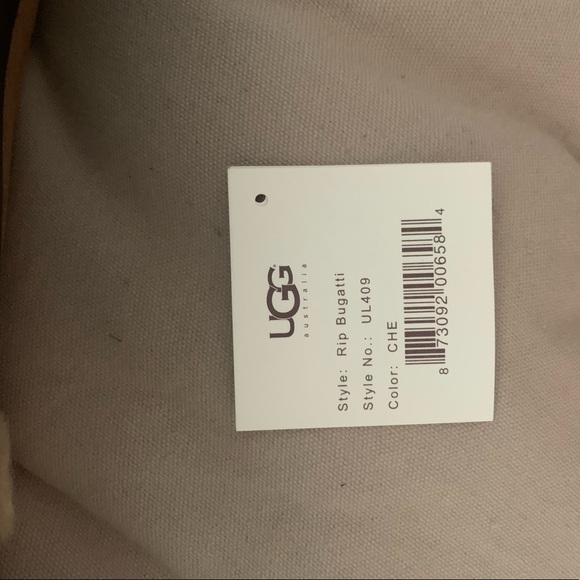 UGG®
australia
Style: Rip Bugatti
Style No.: UL409
Color: CHE
8 73092 00658 4